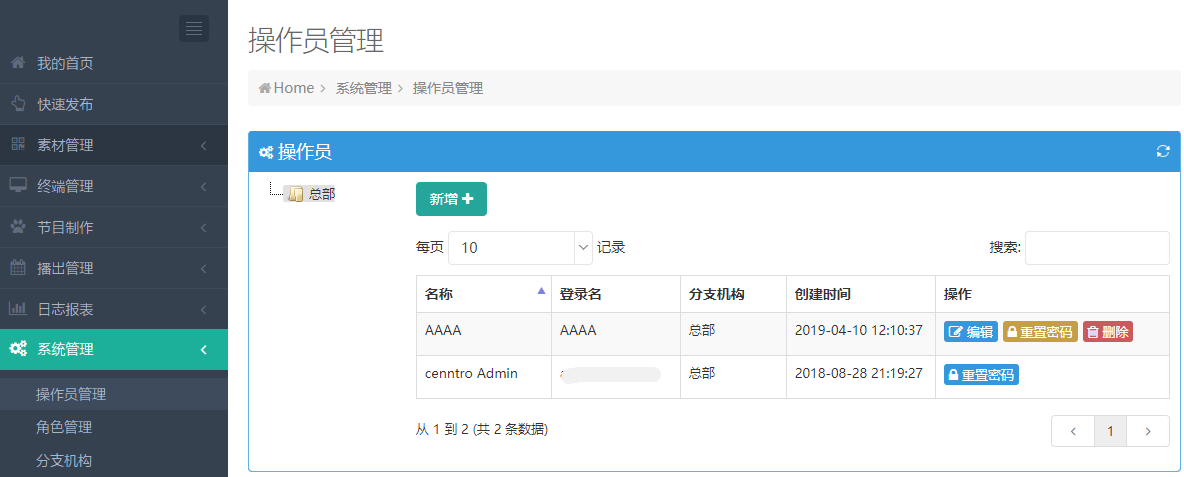 我的首页
快速发布
素材管理
终端管理
节目制作
播出管理
日志报表
系统管理
操作员管理
角色管理
分支机构
操作员管理
Home 系统管理 操作员管理
操作员
总部
新增
每页 10 记录
搜索:
名称 登录名 分支机构 创建时间 操作
AAAA AAAA 总部 2019-04-10 12:10:37 编辑 重置密码 删除
cenntro Admin 总部 2018-08-28 21:19:27 重置密码
从 1 到 2 (共 2 条数据)
1